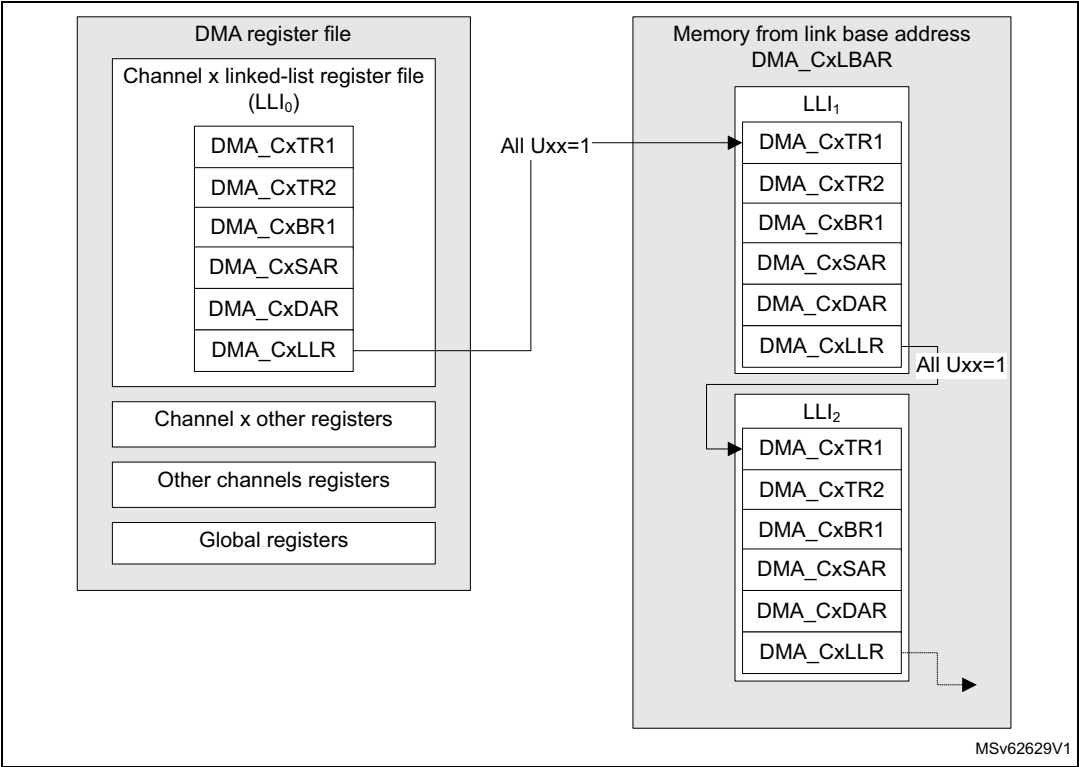 DMA register file
Channel x linked-list register file
(LLI₀)
DMA_CxTR1
DMA_CxTR2
DMA_CxBR1
DMA_CxSAR
DMA_CxDAR
DMA_CxLLR
Channel x other registers
Other channels registers
Global registers
All Uxx=1
Memory from link base address
DMA_CxLBAR
LLI₁
DMA_CxTR1
DMA_CxTR2
DMA_CxBR1
DMA_CxSAR
DMA_CxDAR
DMA_CxLLR
All Uxx=1
LLI₂
DMA_CxTR1
DMA_CxTR2
DMA_CxBR1
DMA_CxSAR
DMA_CxDAR
DMA_CxLLR
MSv62629V1